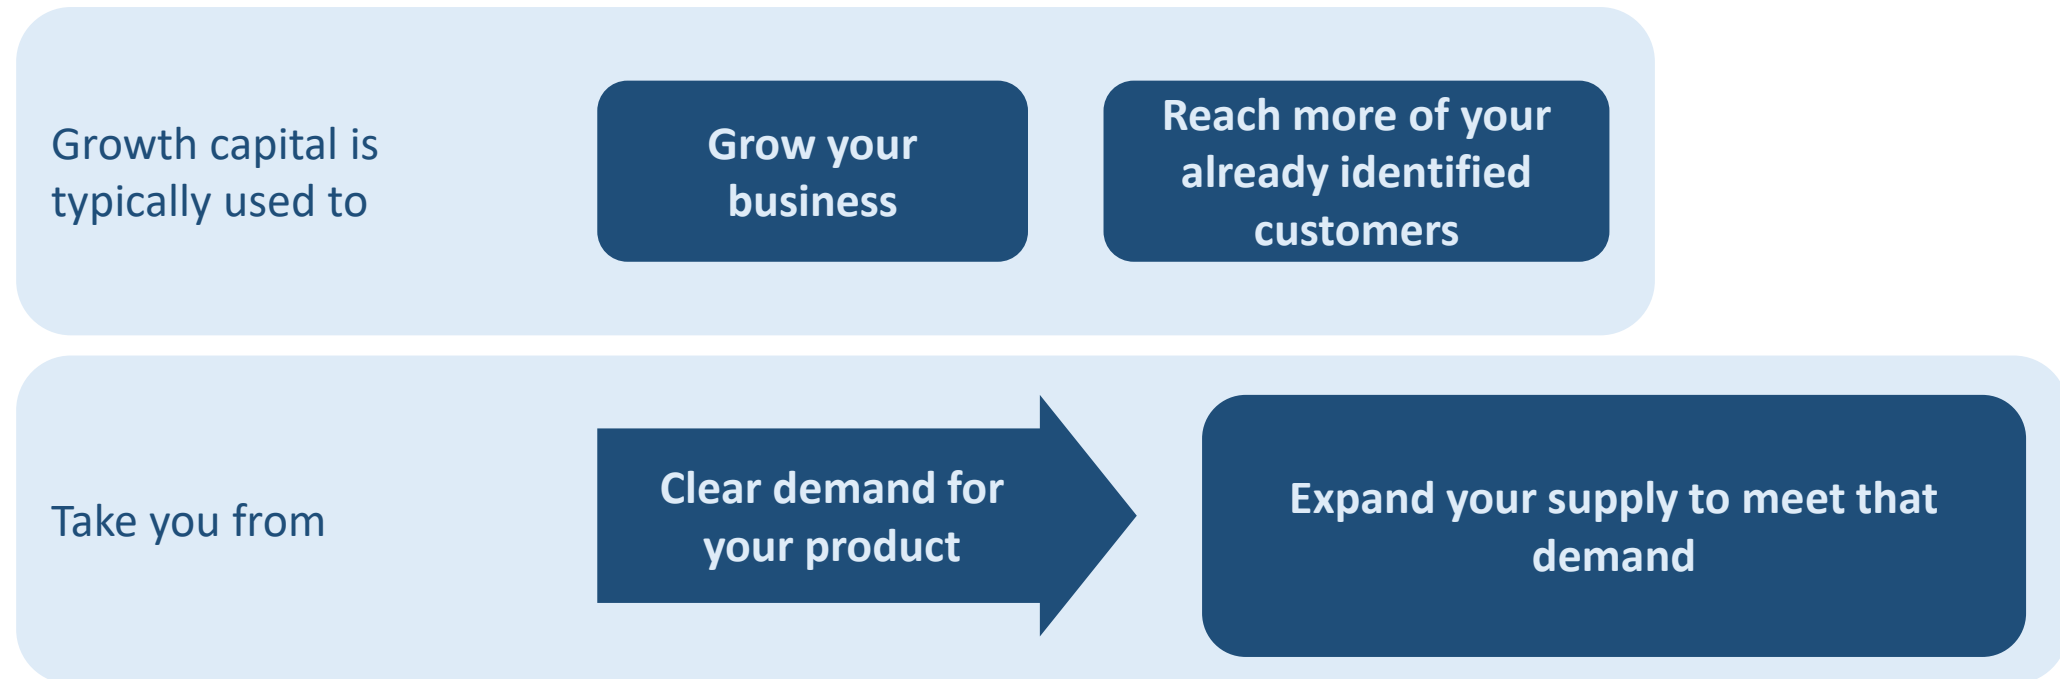 Growth capital is
typically used to
Grow your
business
Reach more of your
already identified
customers
Take you from
Clear demand for
your product
Expand your supply to meet that
demand